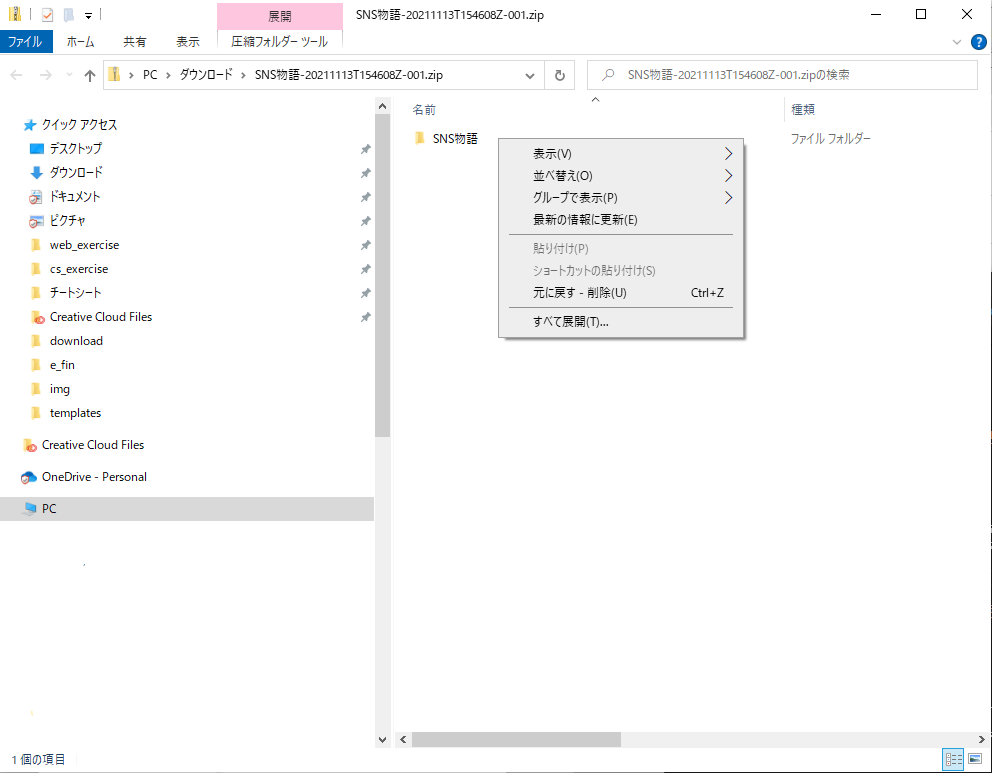 展開
SNS物語-20211113T154608Z-001.zip
ファイル
ホーム
共有
表示
圧縮フォルダー ツール
PC
ダウンロード
SNS物語-20211113T154608Z-001.zip
SNS物語-20211113T154608Z-001.zipの検索
クイック アクセス
デスクトップ
ダウンロード
ドキュメント
ピクチャ
web_exercise
cs_exercise
チートシート
Creative Cloud Files
download
e_fin
img
templates
Creative Cloud Files
OneDrive - Personal
PC
名前
種類
SNS物語
ファイル フォルダー
表示(V)
並べ替え(O)
グループで表示(P)
最新の情報に更新(E)
貼り付け(P)
ショートカットの貼り付け(S)
元に戻す - 削除(U) Ctrl+Z
すべて展開(T)...
1 個の項目